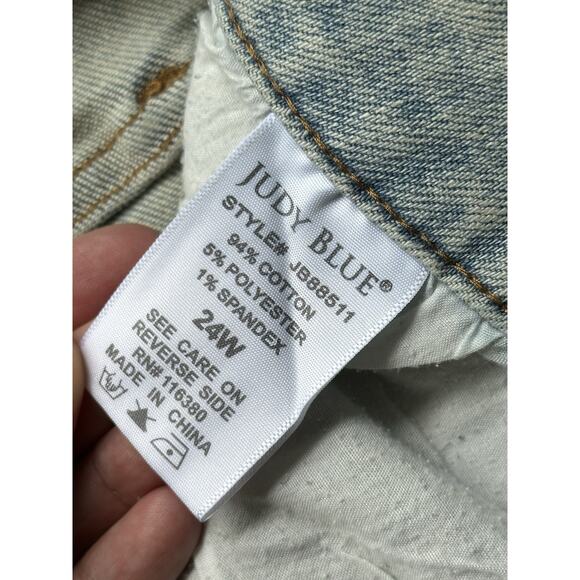 JUDY BLUE®
STYLE# JB88511
94% COTTON
5% POLYESTER
1% SPANDEX
24W
SEE CARE ON
REVERSE SIDE
RN# 116380
MADE IN CHINA